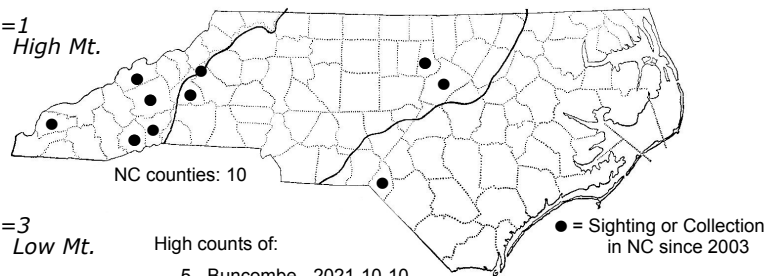 =1
High Mt.
NC counties: 10
=3
Low Mt.
High counts of:
● = Sighting or Collection
in NC since 2003
5 - Buncombe - 2021-10-10